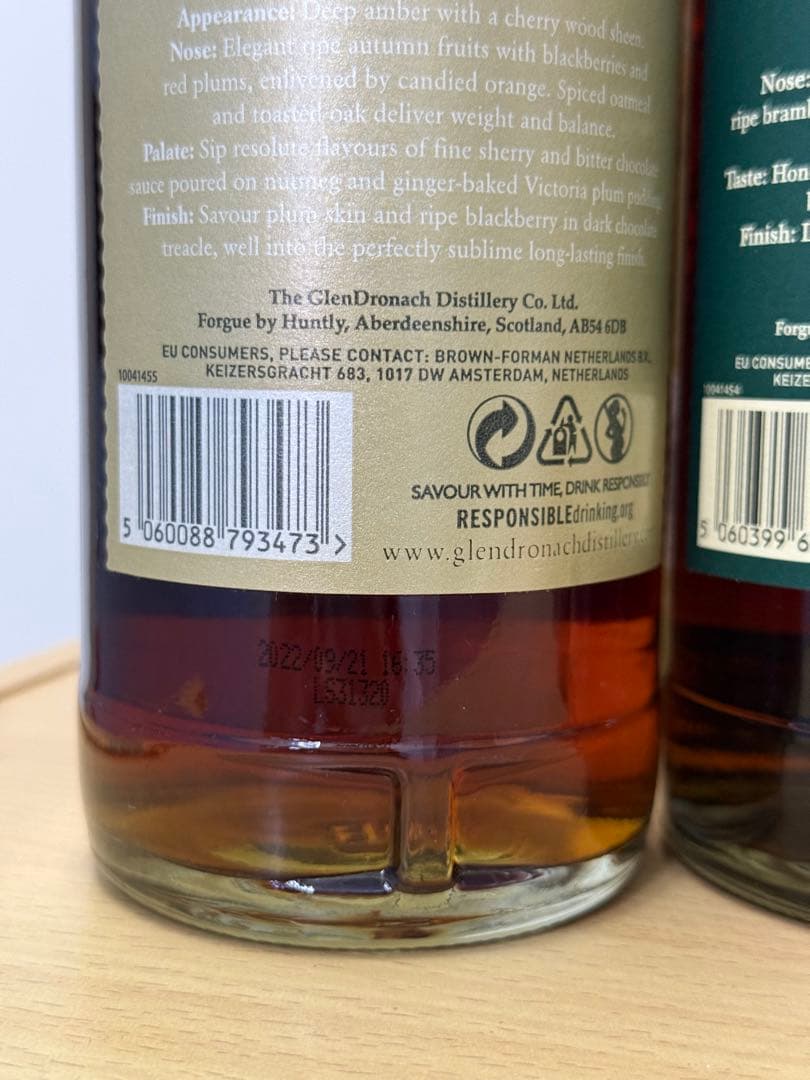 Appearance: Deep amber with a cherry wood sheen.
Nose: Elegant ripe autumn fruits with blackberries and
red plums, enlivened by candied orange. Spiced oatmeal
and toasted oak deliver weight and balance.
Palate: Sip resolute flavours of fine sherry and bitter chocolate
sauce poured on nutmeg and ginger-baked Victoria plum pudding.
Finish: Savour plum skin and ripe blackberry in dark chocolate
treacle, well into the perfectly sublime long-lasting finish.
The GlenDronach Distillery Co. Ltd.
Forgue by Huntly, Aberdeenshire, Scotland, AB54 6DB
EU CONSUMERS, PLEASE CONTACT: BROWN-FORMAN NETHERLANDS B.V.,
KEIZERSGRACHT 683, 1017 DW AMSTERDAM, NETHERLANDS
10041455
5 060088 793473 >
SAVOUR WITH TIME, DRINK RESPONSIBLY
RESPONSIBLEdrinking.org
www.glendronachdistillery.
2022/09/21 16:35
LS31320
Nose:
ripe
Taste:
Finish:
EU
10041454
5 060399 6